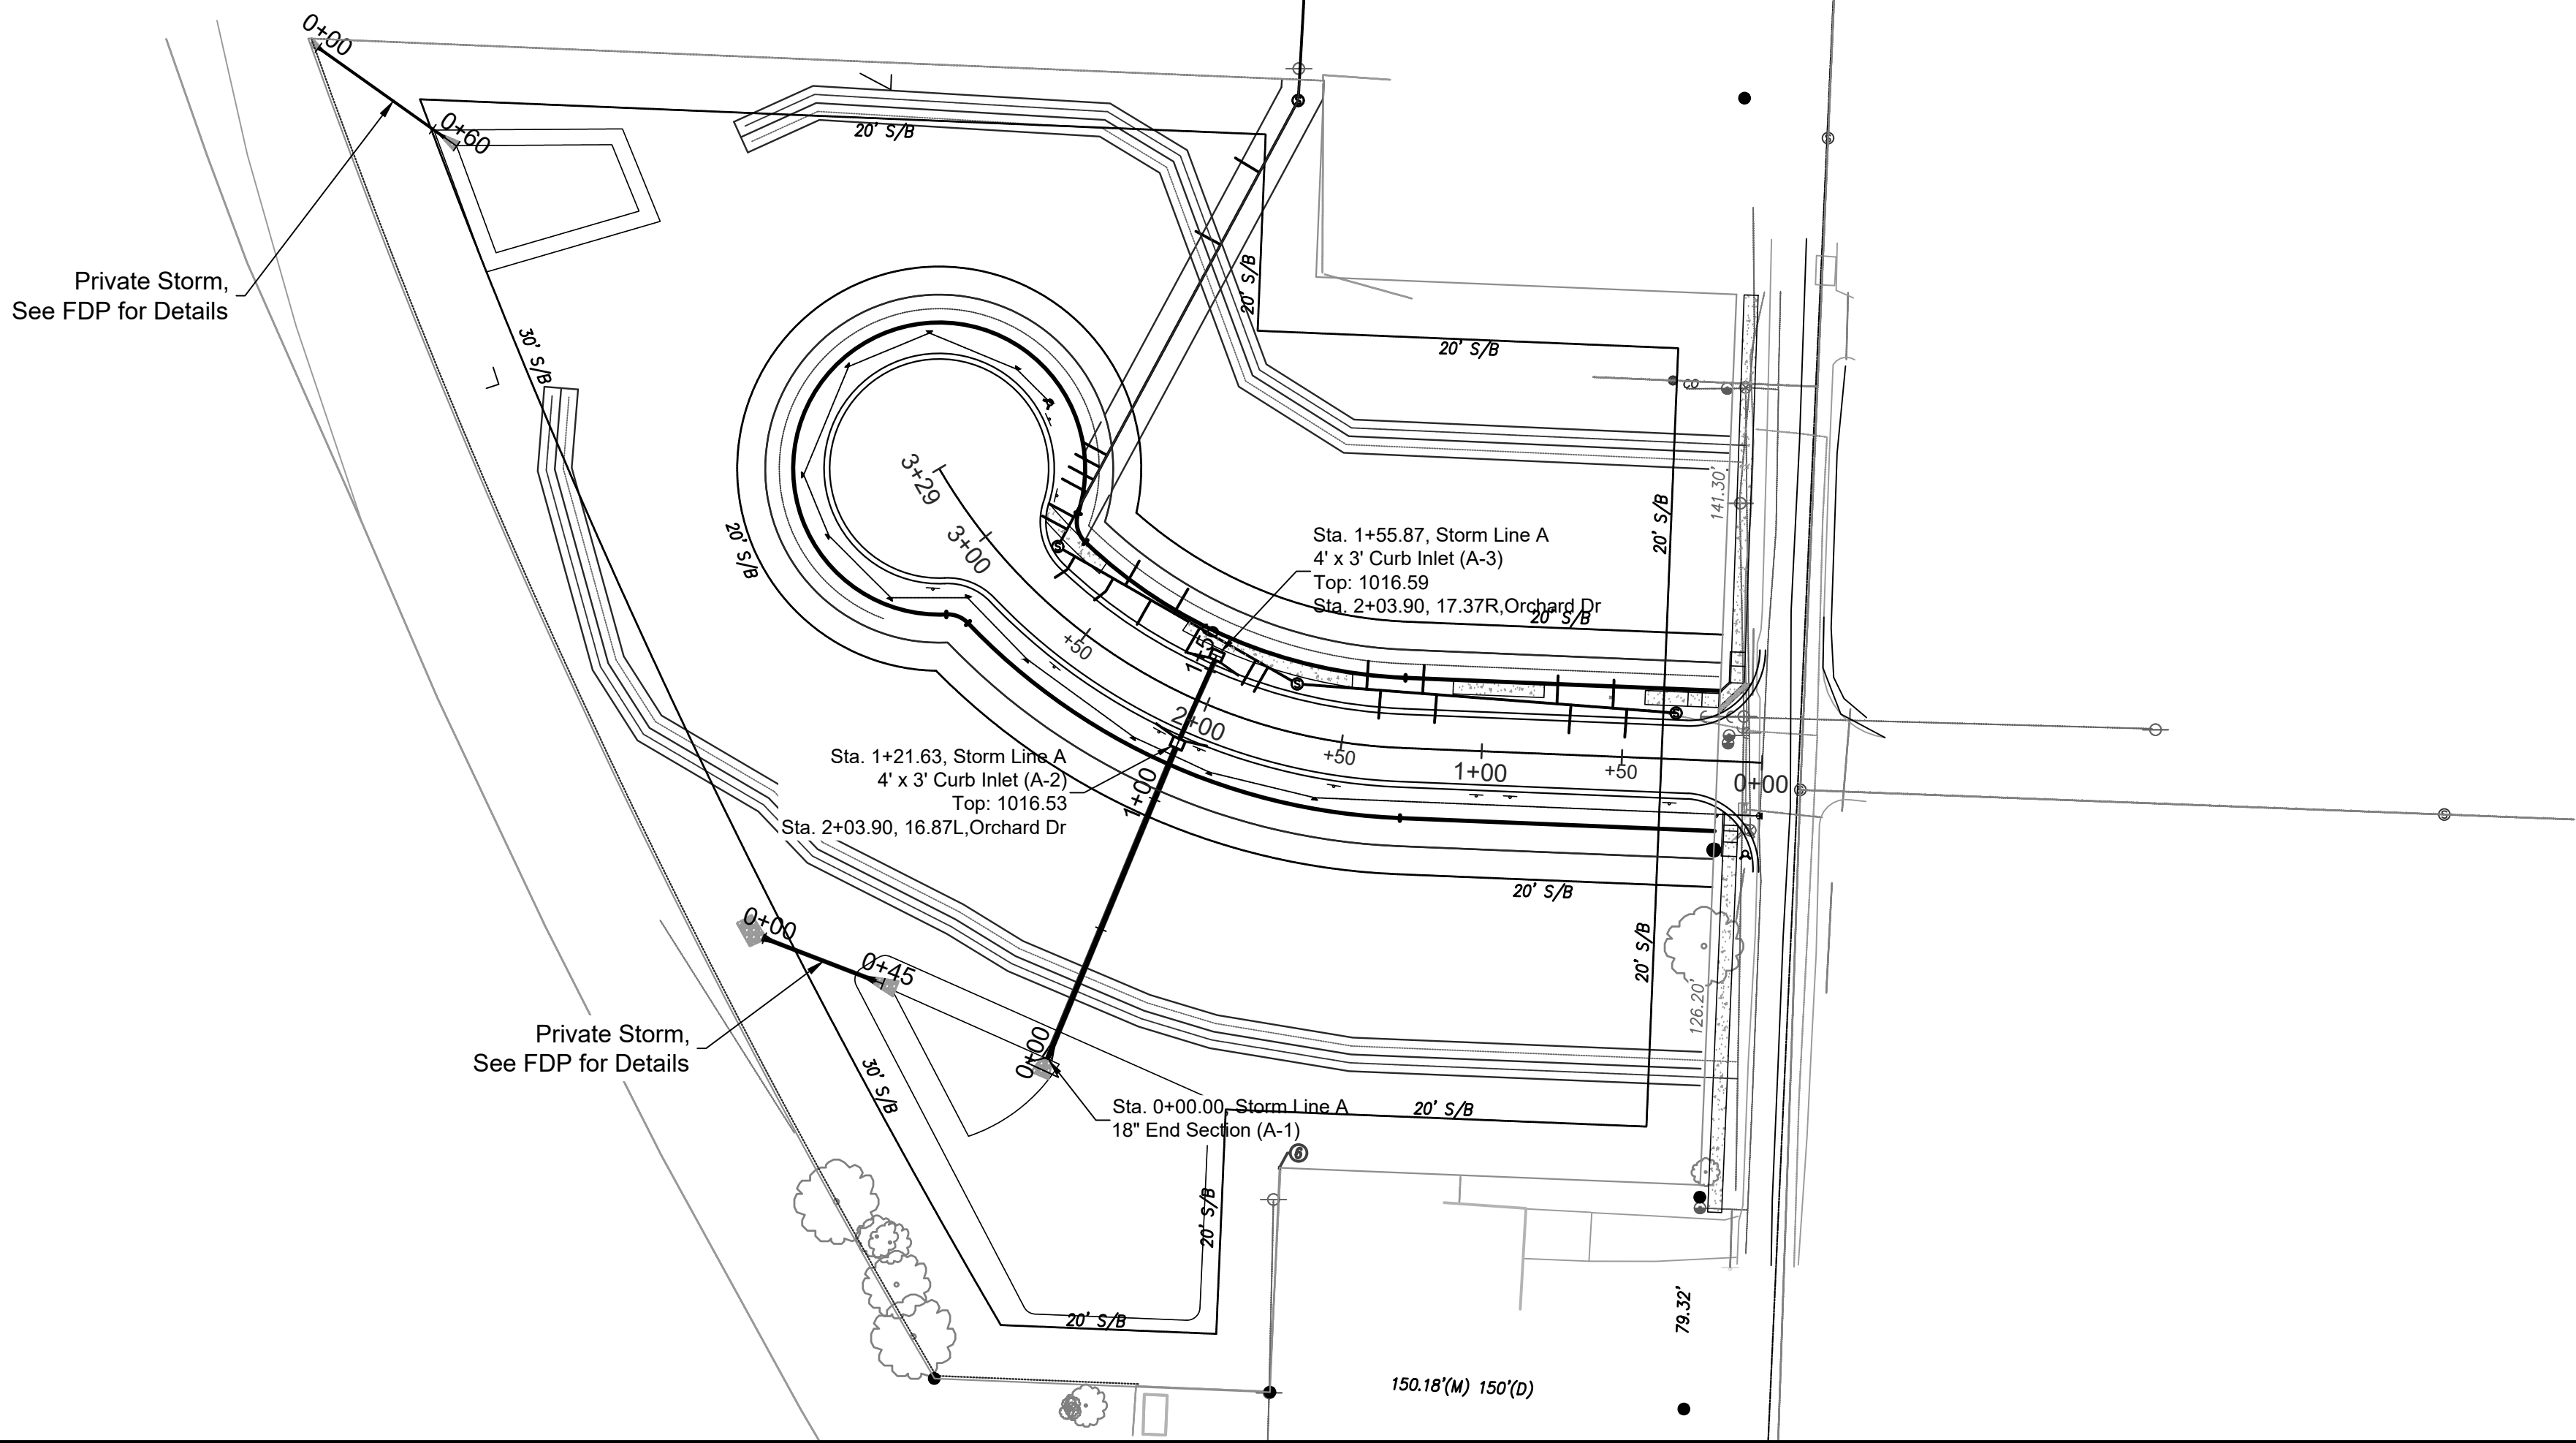 0+00
0+60
20' S/B
Private Storm,
See FDP for Details
20' S/B
30' S/B
20' S/B
CO
141.30'
20' S/B
3+29
3+00
20' S/B
Sta. 1+55.87, Storm Line A
4' x 3' Curb Inlet (A-3)
Top: 1016.59
Sta. 2+03.90, 17.37R,Orchard Dr
20' S/B
+50
2+00
Sta. 1+21.63, Storm Line A
4' x 3' Curb Inlet (A-2)
Top: 1016.53
Sta. 2+03.90, 16.87L,Orchard Dr
1+00
+50
1+00
+50
0+00
20' S/B
20' S/B
0+00
0+45
126.20'
Private Storm,
See FDP for Details
0+00
30' S/B
Sta. 0+00.00, Storm Line A
18" End Section (A-1)
20' S/B
6
20' S/B
20' S/B
79.32'
150.18'(M) 150'(D)